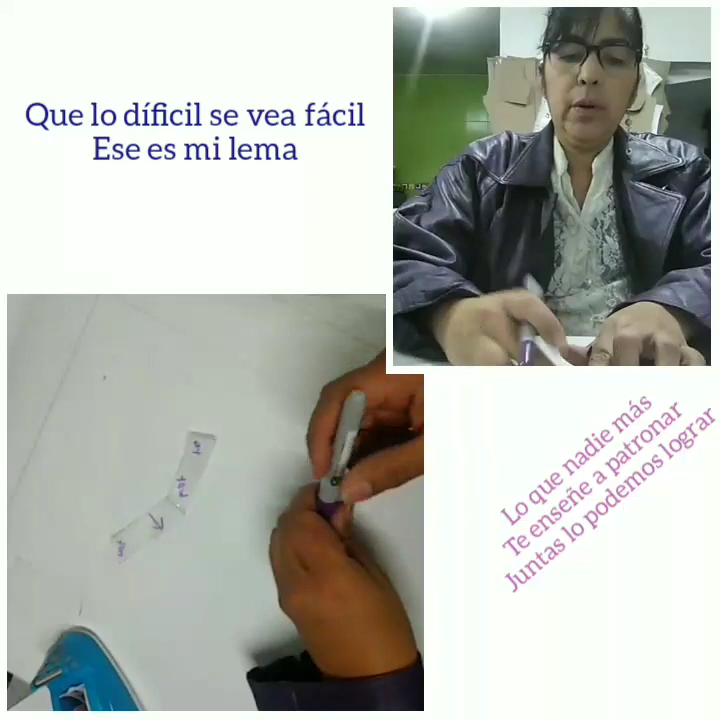 Que lo díficil se vea fácil
Ese es mi lema
Lo que nadie más
Te enseñe a patronar
Juntas lo podemos lograr